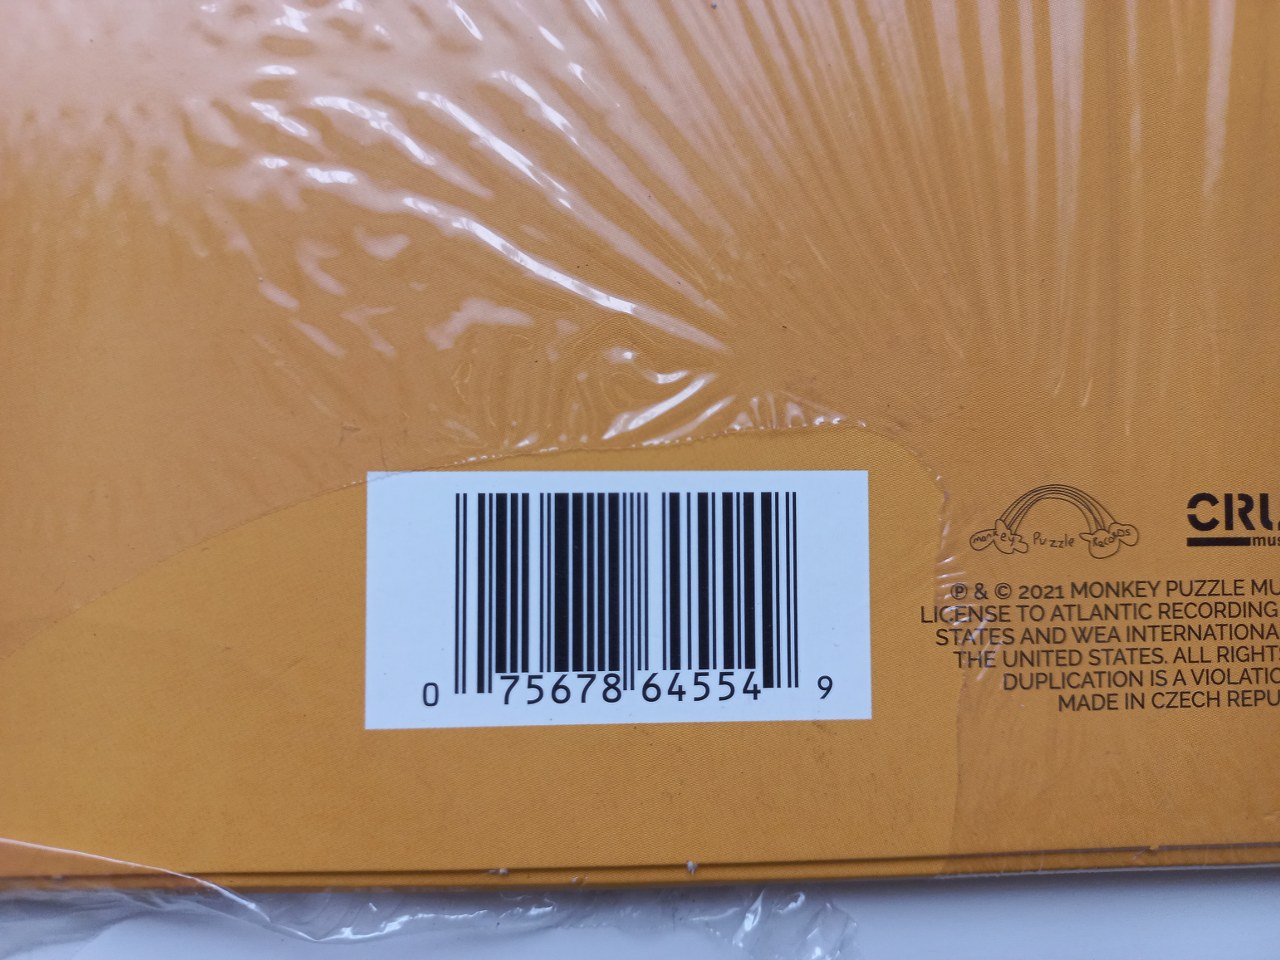 monkey Puzzle Records
CRU
mus
℗ & © 2021 MONKEY PUZZLE MU
LICENSE TO ATLANTIC RECORDING
STATES AND WEA INTERNATIONA
THE UNITED STATES. ALL RIGHTS
DUPLICATION IS A VIOLATIO
MADE IN CZECH REPU
0 75678 64554 9